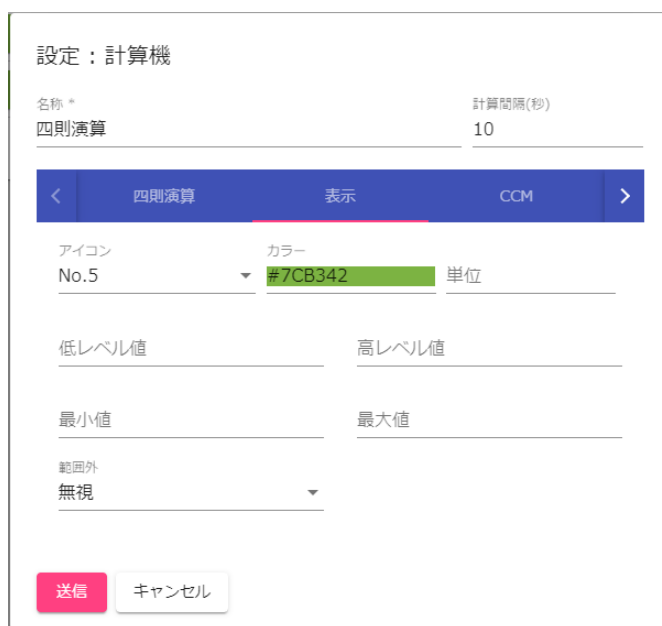 設定：計算機
名称 * 計算間隔(秒)
四則演算 10
四則演算 表示 CCM
アイコン カラー
No.5 #7CB342 単位
低レベル値 高レベル値
最小値 最大値
範囲外
無視
送信 キャンセル